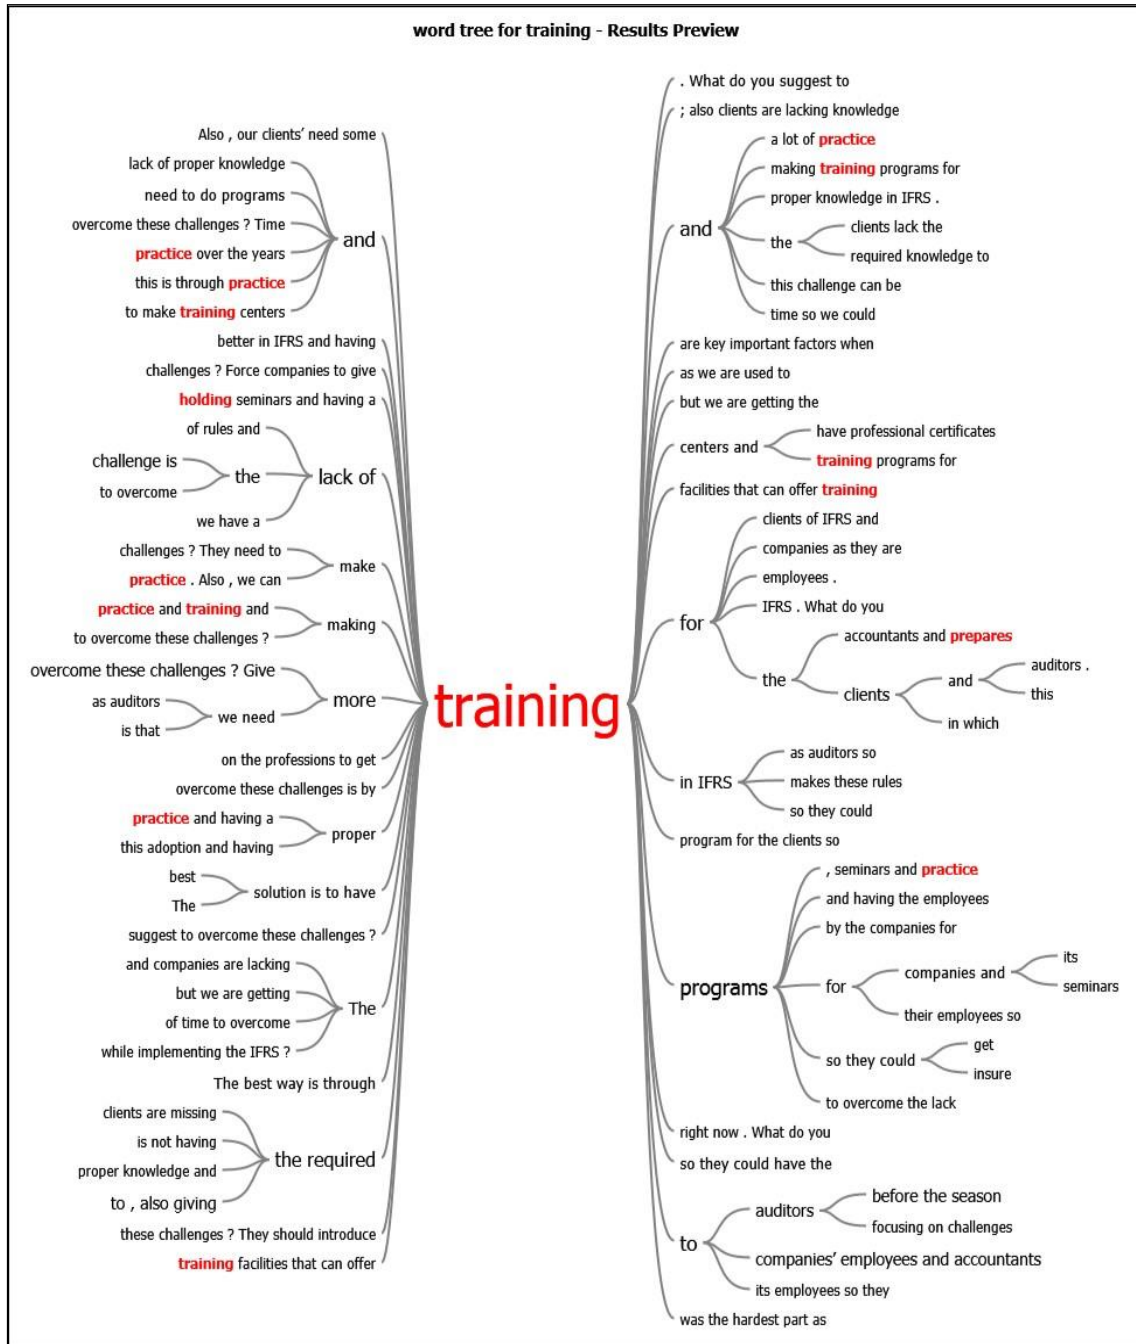 word tree for training - Results Preview
Also , our clients' need some
lack of proper knowledge
need to do programs
overcome these challenges ? Time
practice over the years
this is through practice
to make training centers
and
better in IFRS and having
challenges ? Force companies to give
holding seminars and having a
of rules and
challenge is
to overcome
the
we have a
lack of
challenges ? They need to
practice . Also , we can
make
practice and training and
to overcome these challenges ?
making
overcome these challenges ? Give
as auditors
is that
we need
more
on the professions to get
overcome these challenges is by
practice and having a
this adoption and having
proper
best
The
solution is to have
suggest to overcome these challenges ?
and companies are lacking
but we are getting
of time to overcome
while implementing the IFRS ?
The
The best way is through
clients are missing
is not having
proper knowledge and
to , also giving
the required
these challenges ? They should introduce
training facilities that can offer
training
. What do you suggest to
; also clients are lacking knowledge
and
a lot of practice
making training programs for
proper knowledge in IFRS .
the
clients lack the
required knowledge to
this challenge can be
time so we could
are key important factors when
as we are used to
but we are getting the
centers and
have professional certificates
training programs for
facilities that can offer training
for
clients of IFRS and
companies as they are
employees .
IFRS . What do you
the
accountants and prepares
clients
and
auditors .
this
in which
in IFRS
as auditors so
makes these rules
so they could
program for the clients so
programs
, seminars and practice
and having the employees
by the companies for
for
companies and
its
seminars
their employees so
so they could
get
insure
to overcome the lack
right now . What do you
so they could have the
to
auditors
before the season
focusing on challenges
companies' employees and accountants
its employees so they
was the hardest part as